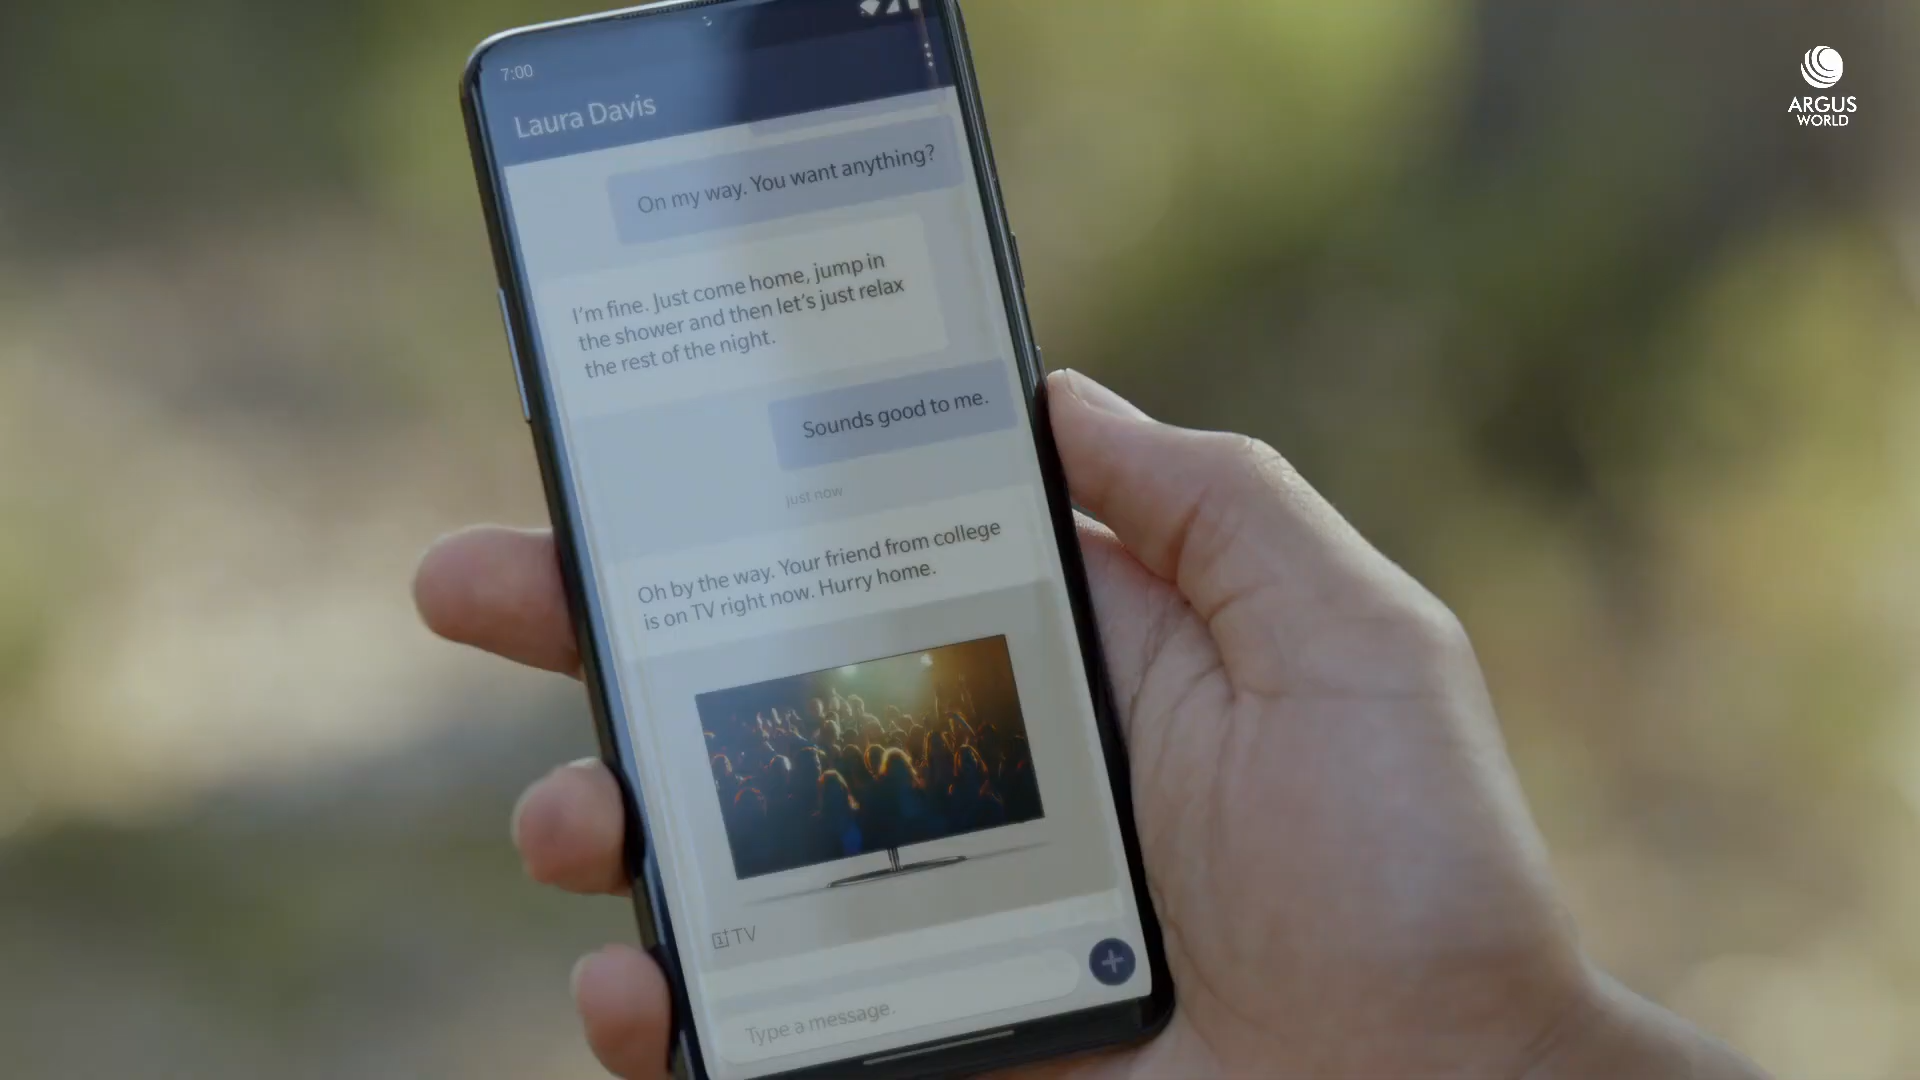 7:00
Laura Davis
On my way. You want anything?
I'm fine. Just come home, jump in
the shower and then let's just relax
the rest of the night.
Sounds good to me.
just now
Oh by the way. Your friend from college
is on TV right now. Hurry home.
TV
Type a message.
ARGUS
WORLD